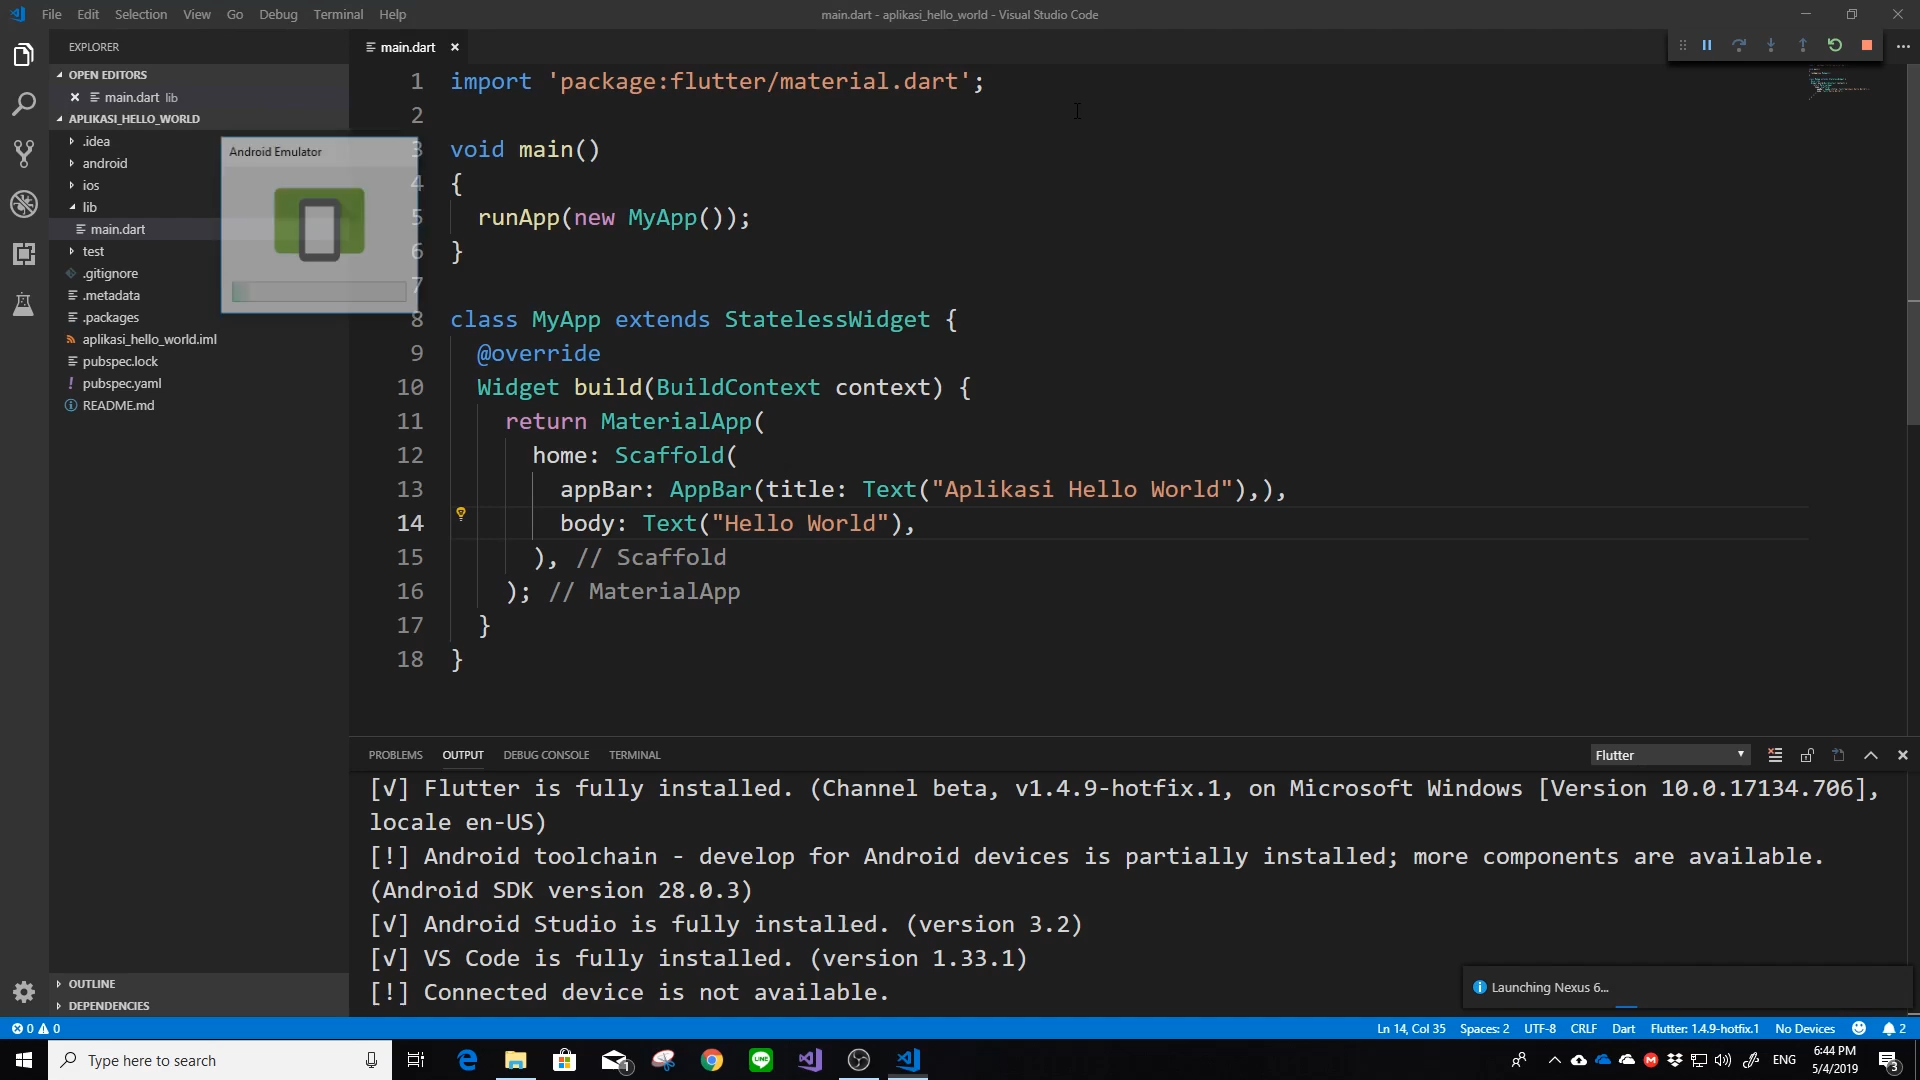 File Edit Selection View Go Debug Terminal Help
main.dart - aplikasi_hello_world - Visual Studio Code
EXPLORER
OPEN EDITORS
main.dart lib
APLIKASI_HELLO_WORLD
.idea
android
ios
lib
main.dart
test
.gitignore
.metadata
.packages
aplikasi_hello_world.iml
pubspec.lock
pubspec.yaml
README.md
OUTLINE
DEPENDENCIES
Android Emulator
main.dart
1 import 'package:flutter/material.dart';
2
3 void main()
4 {
5 runApp(new MyApp());
6 }
7
8 class MyApp extends StatelessWidget {
9 @override
10 Widget build(BuildContext context) {
11 return MaterialApp(
12 home: Scaffold(
13 appBar: AppBar(title: Text("Aplikasi Hello World"),),
14 body: Text("Hello World"),
15 ), // Scaffold
16 ); // MaterialApp
17 }
18 }
PROBLEMS OUTPUT DEBUG CONSOLE TERMINAL
Flutter
[√] Flutter is fully installed. (Channel beta, v1.4.9-hotfix.1, on Microsoft Windows [Version 10.0.17134.706],
locale en-US)
[!] Android toolchain - develop for Android devices is partially installed; more components are available.
(Android SDK version 28.0.3)
[√] Android Studio is fully installed. (version 3.2)
[√] VS Code is fully installed. (version 1.33.1)
[!] Connected device is not available.
Launching Nexus 6...
0 0
Ln 14, Col 35 Spaces: 2 UTF-8 CRLF Dart Flutter: 1.4.9-hotfix.1 No Devices 2
Type here to search
1
LINE
ENG
6:44 PM
5/4/2019
3